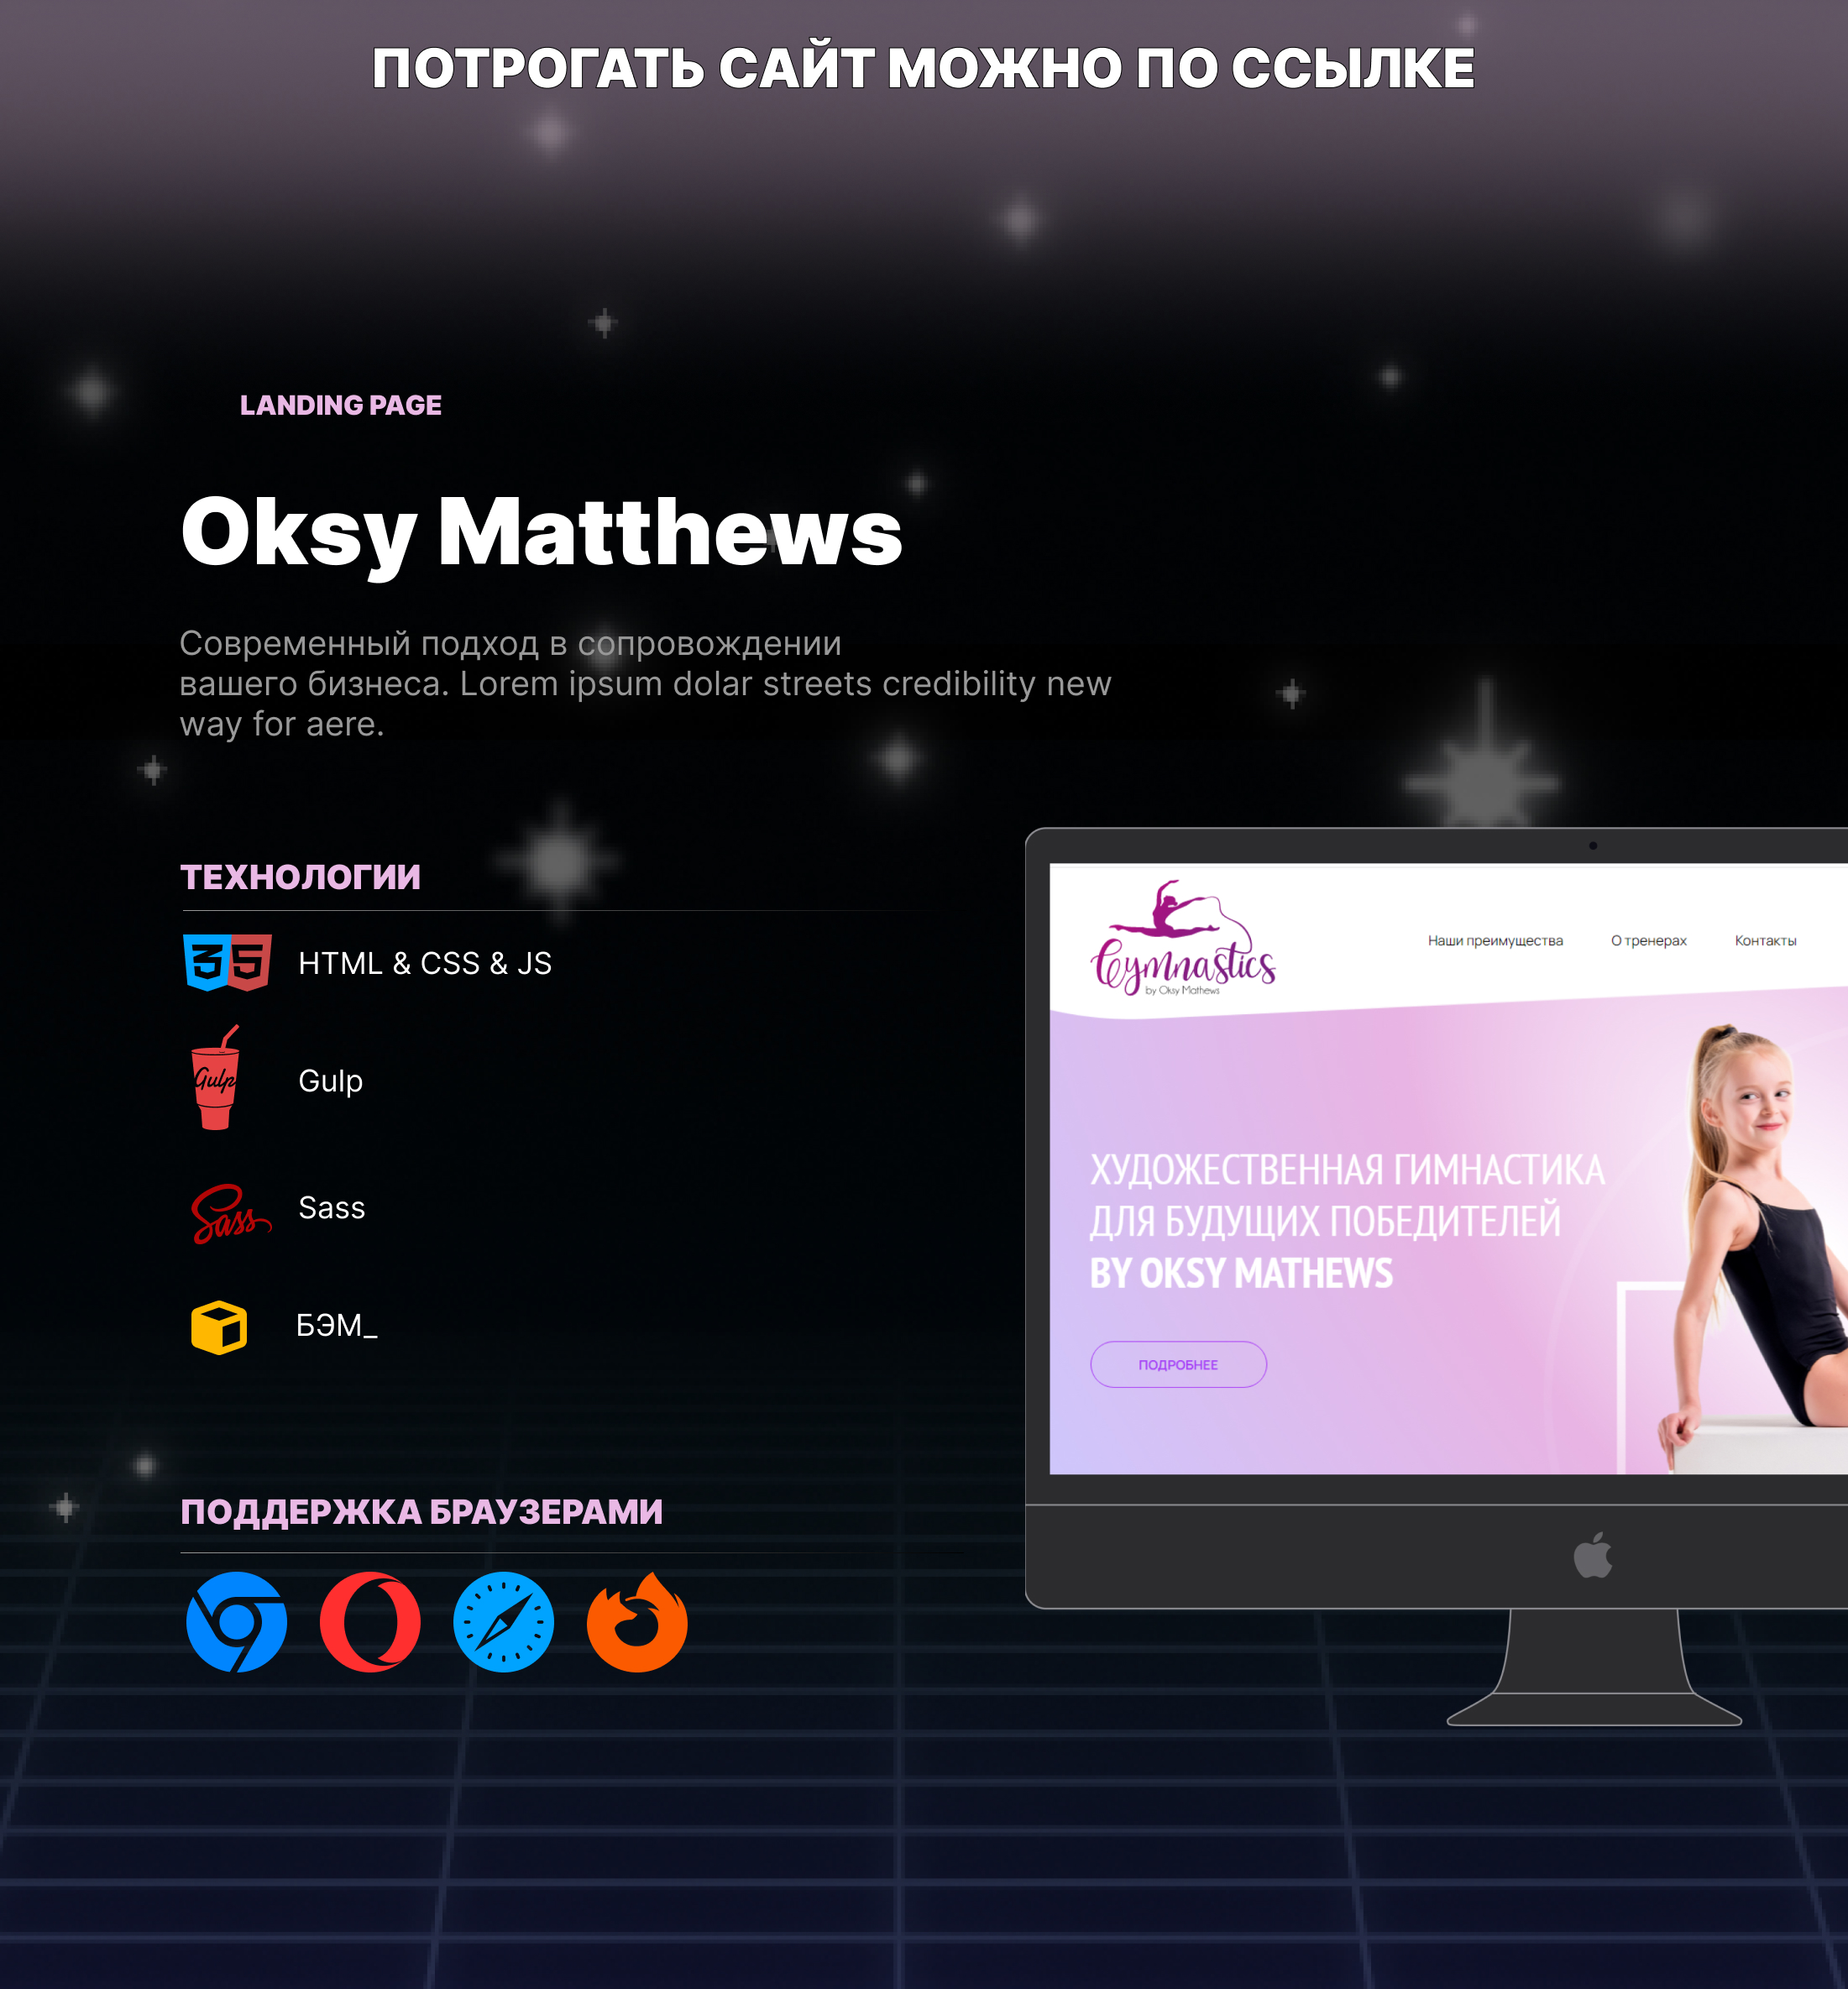 ПОТРОГАТЬ САЙТ МОЖНО ПО ССЫЛКЕ
LANDING PAGE
Oksy Matthews
Современный подход в сопровождении
вашего бизнеса. Lorem ipsum dolar streets credibility new
way for aere.
ТЕХНОЛОГИИ
HTML & CSS & JS
Gulp
Gulp
Sass
Sass
БЭМ_
ПОДДЕРЖКА БРАУЗЕРАМИ
Gymnastics
by Oksy Mathews
Наши преимущества
О тренерах
Контакты
ХУДОЖЕСТВЕННАЯ ГИМНАСТИКА
ДЛЯ БУДУЩИХ ПОБЕДИТЕЛЕЙ
BY OKSY MATHEWS
ПОДРОБНЕЕ